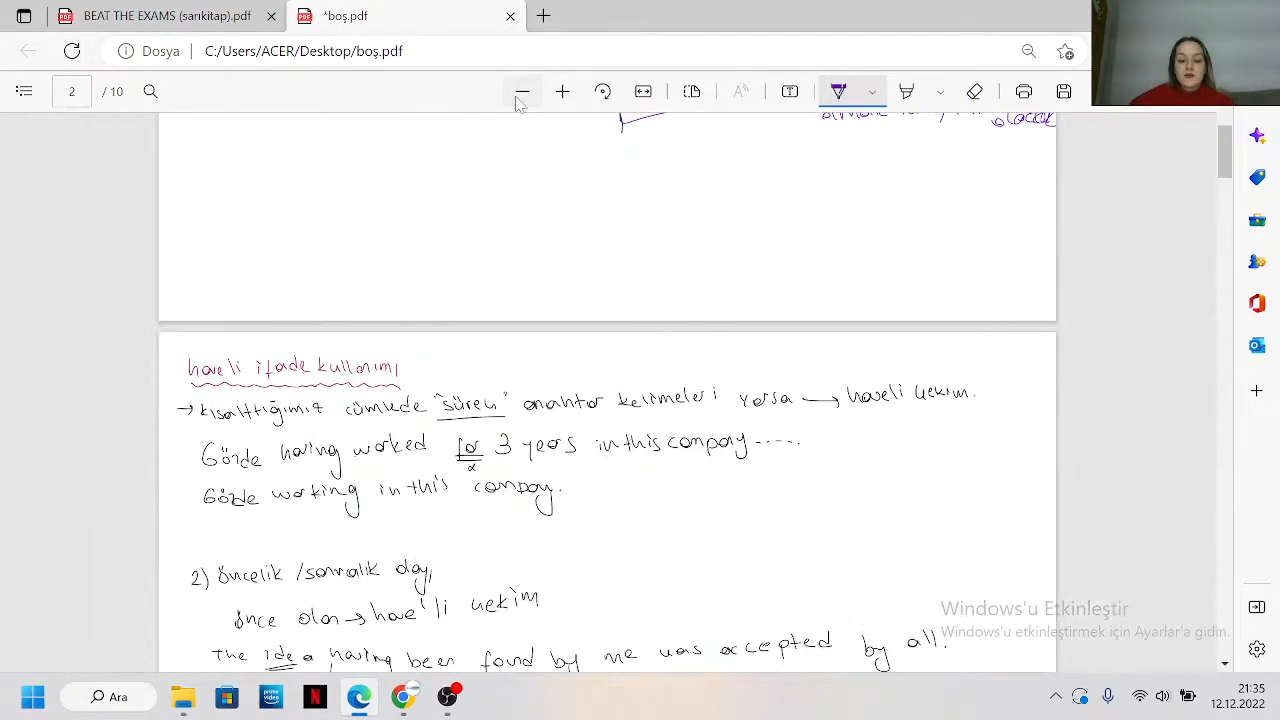 BEAT THE EXAMS (sarıkitap).pdf
*boş.pdf
Dosya
C:/Users/ACER/Desktop/boş.pdf
2
/ 10
haveli ifade kullanımı
→ kısalttığımız cümlede "süreç" anahtar kelimeleri varsa → haveli çekim.
Gözde having worked for 3 years in this company .....
Gözde working in this company.
2) Öncelik /sonralık olayı
önce olan → have'li çekim
The idea having been found by me was accepted by all.
Windows'u Etkinleştir
Windows'u etkinleştirmek için Ayarlar'a gidin.
Ara
21:35
12.12.2022